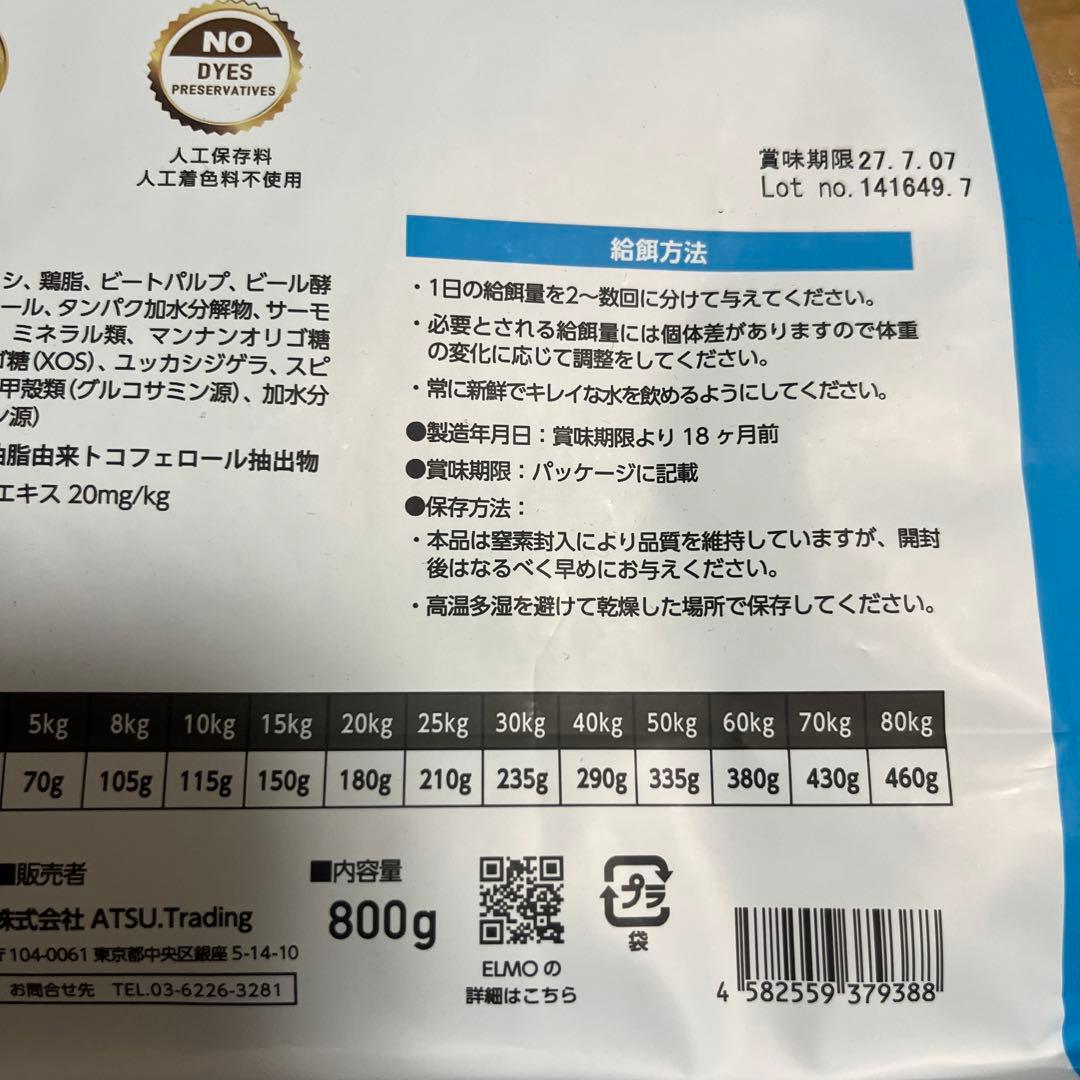 NO
DYES
PRESERVATIVES
人工保存料
人工着色料不使用
賞味期限27.7.07
Lot no.141649.7
シ、鶏脂、ビートパルプ、ビール酵
ール、タンパク加水分解物、サーモ
ミネラル類、マンナンオリゴ糖
ゴ糖(XOS)、ユッカシジゲラ、スピ
甲殻類(グルコサミン源)、加水分
ン源)
油脂由来トコフェロール抽出物
エキス 20mg/kg
給餌方法
・1日の給餌量を2〜数回に分けて与えてください。
・必要とされる給餌量には個体差がありますので体重
の変化に応じて調整をしてください。
・常に新鮮でキレイな水を飲めるようにしてください。
●製造年月日：賞味期限より 18 ヶ月前
●賞味期限：パッケージに記載
●保存方法：
・本品は窒素封入により品質を維持していますが、開封
後はなるべく早めにお与えください。
・高温多湿を避けて乾燥した場所で保存してください。
5kg 8kg 10kg 15kg 20kg 25kg 30kg 40kg 50kg 60kg 70kg 80kg
70g 105g 115g 150g 180g 210g 235g 290g 335g 380g 430g 460g
■販売者
株式会社 ATSU.Trading
〒104-0061 東京都中央区銀座 5-14-10
お問合せ先 TEL.03-6226-3281
■内容量
800g
ELMO の
詳細はこちら
プラ
袋
4 582559 379388